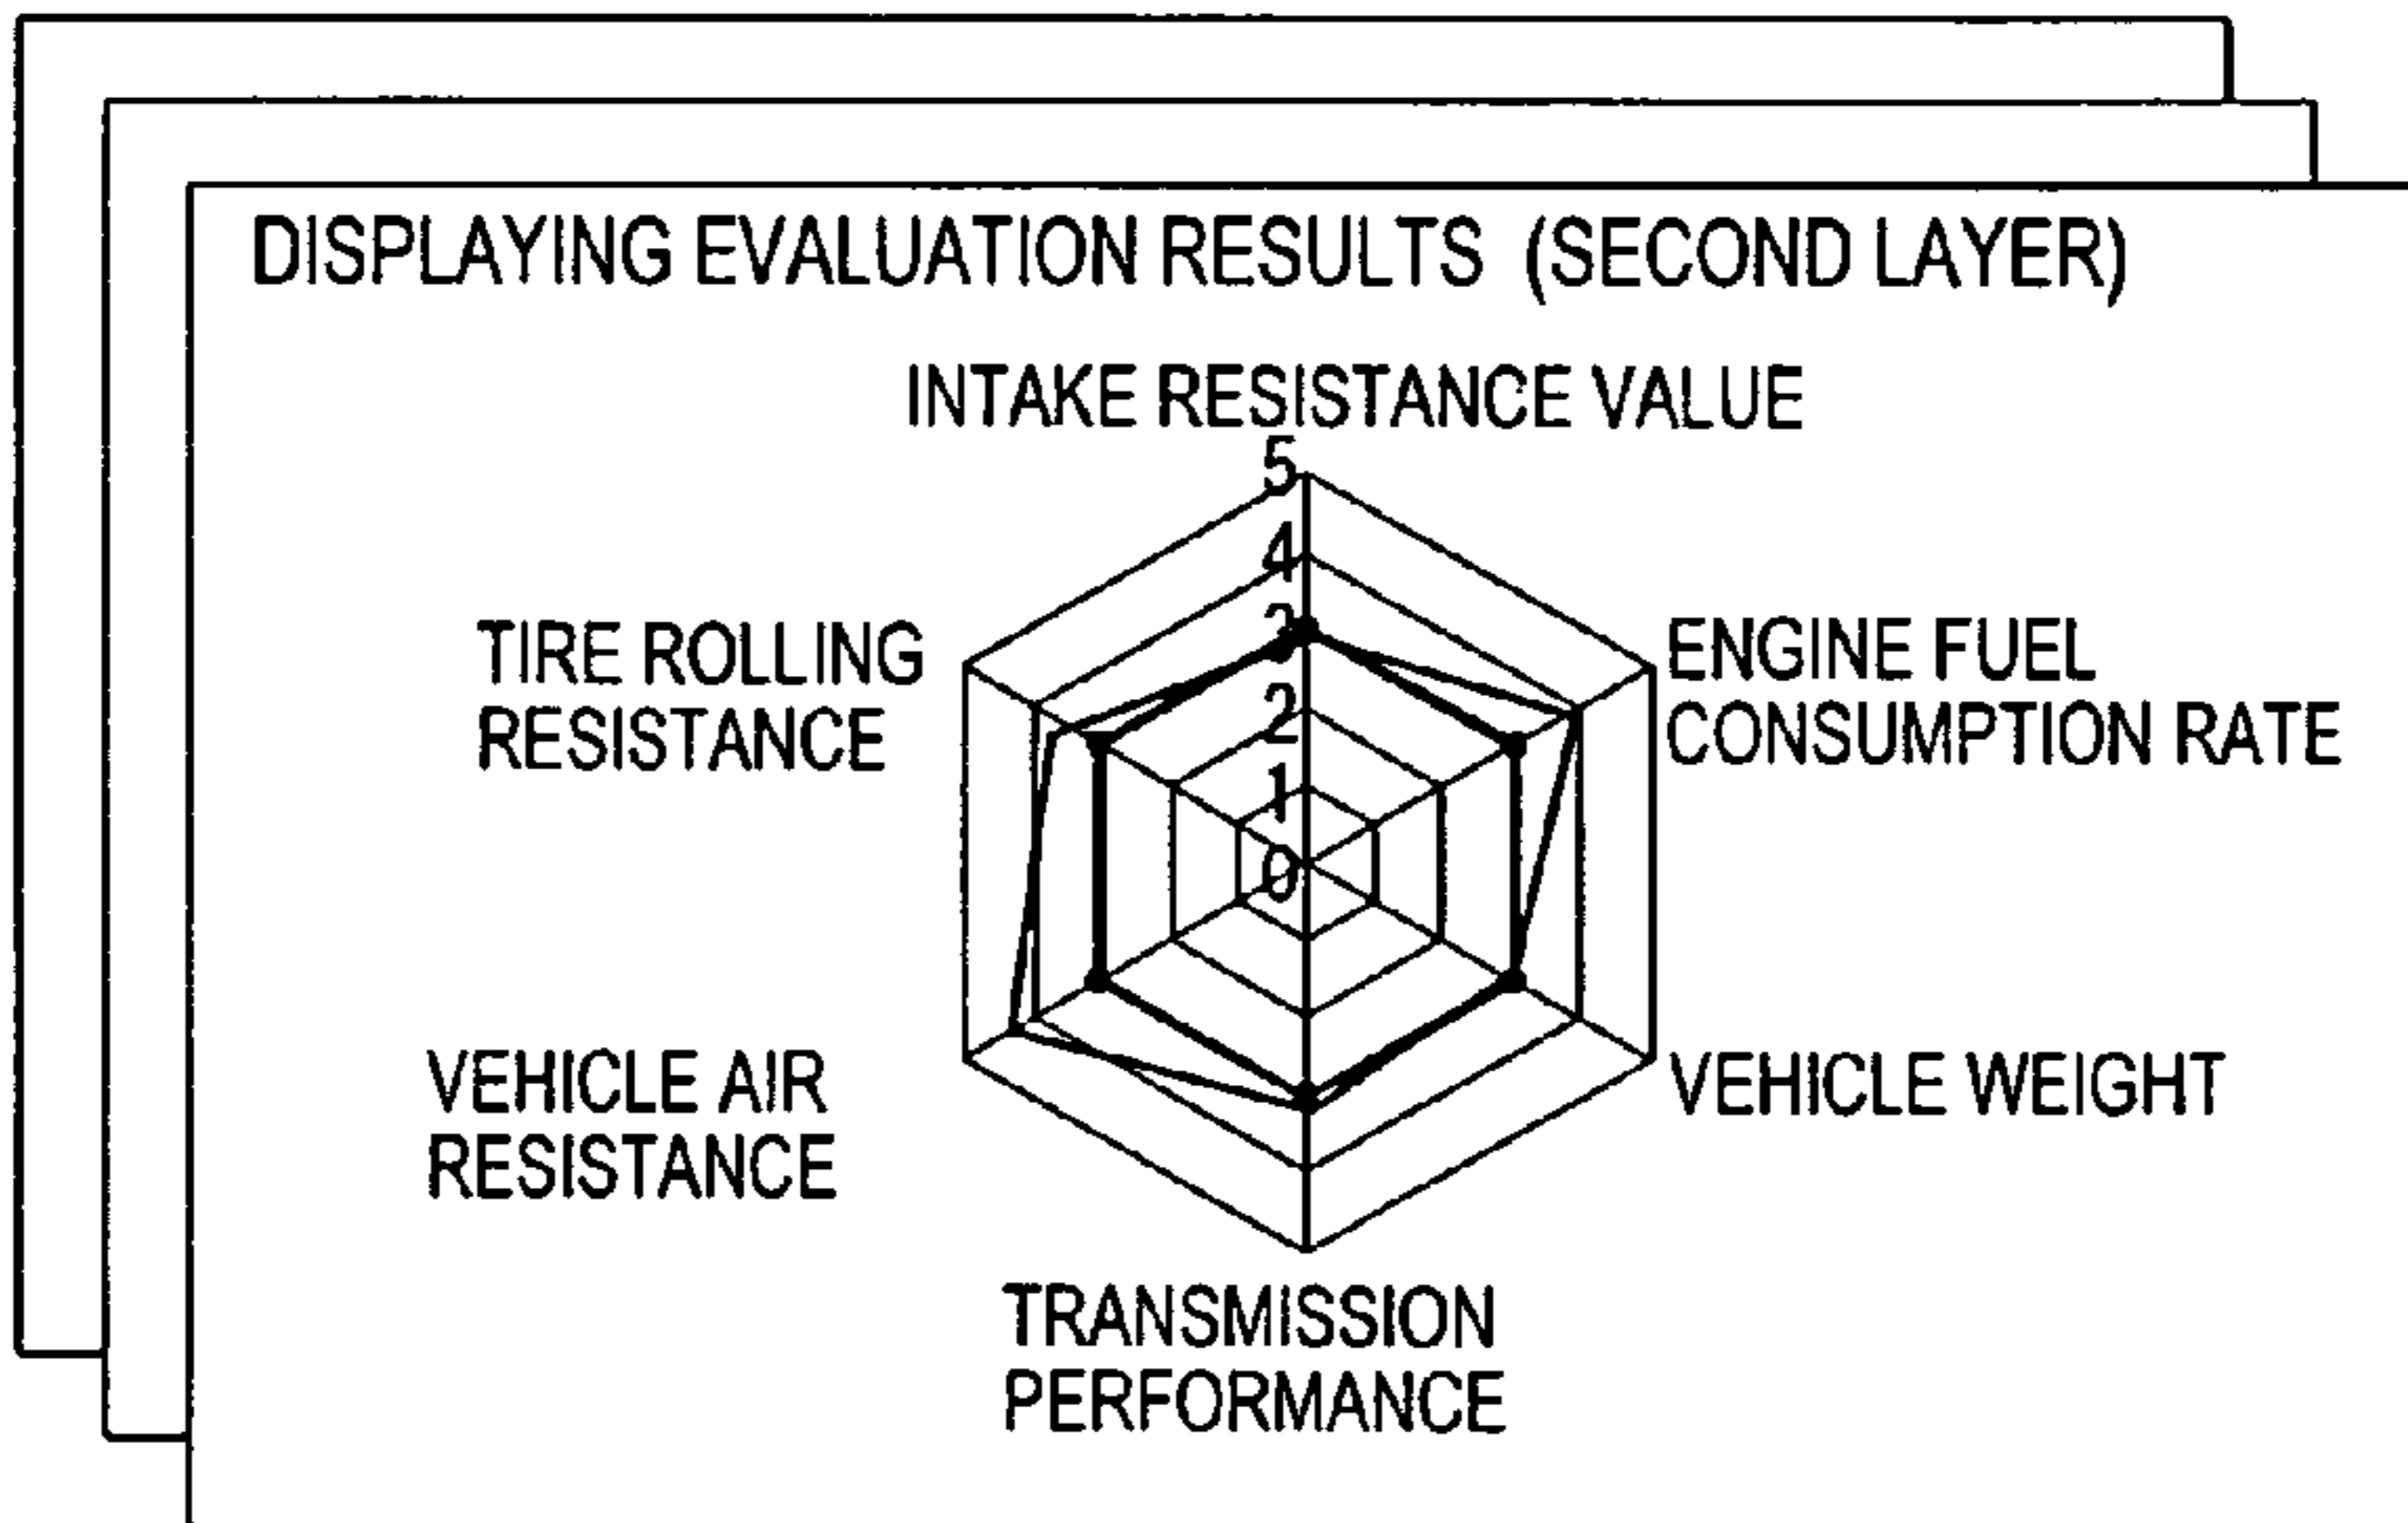 DISPLAYING EVALUATION RESULTS (SECOND LAYER)
INTAKE RESISTANCE VALUE
5
4
3
2
1
0
ENGINE FUEL
CONSUMPTION RATE
VEHICLE WEIGHT
TRANSMISSION
PERFORMANCE
VEHICLE AIR
RESISTANCE
TIRE ROLLING
RESISTANCE